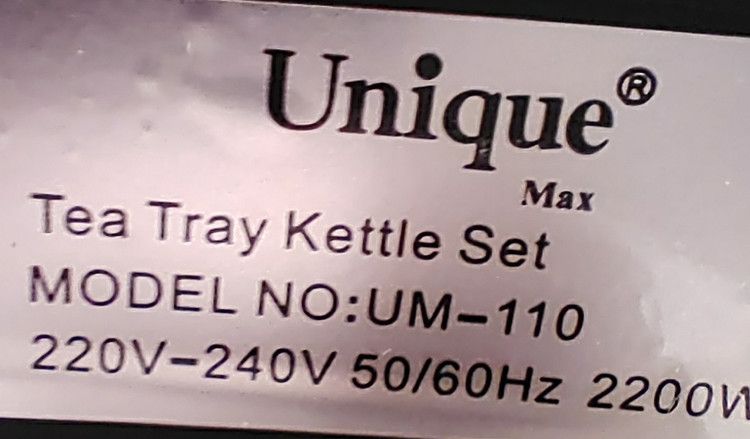 Unique®
Max
Tea Tray Kettle Set
MODEL NO:UM-110
220V-240V 50/60Hz 2200W